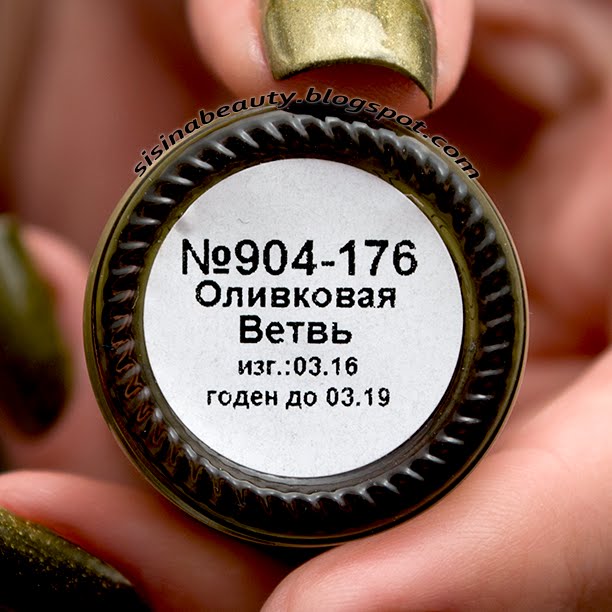 sisinabeauty.blogspot.com
№904-176
Оливковая
Ветвь
изг.:03.16
годен до 03.19